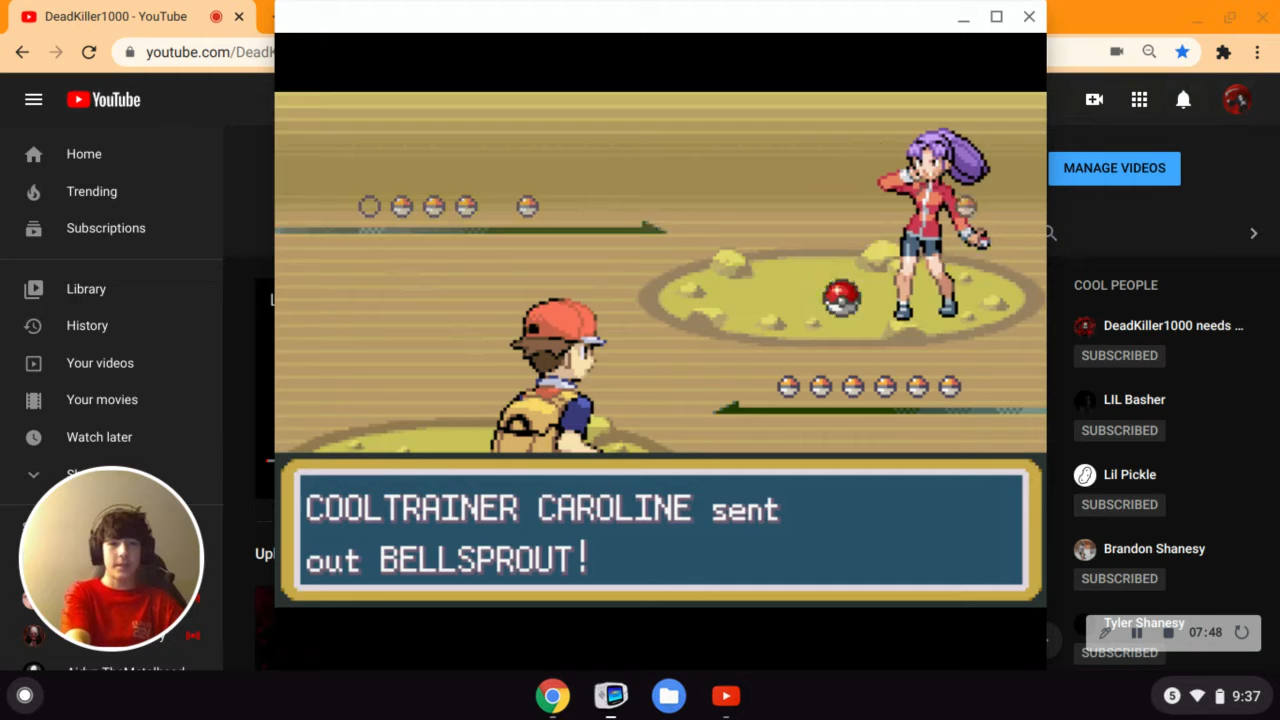 DeadKiller1000 - YouTube
youtube.com/Dead
YouTube
Home
Trending
Subscriptions
Library
History
Your videos
Your movies
Watch later
MANAGE VIDEOS
COOL PEOPLE
DeadKiller1000 needs ...
SUBSCRIBED
LIL Basher
SUBSCRIBED
Lil Pickle
SUBSCRIBED
Brandon Shanesy
SUBSCRIBED
Tyler Shanesy
SUBSCRIBED
07:48
COOLTRAINER CAROLINE sent
out BELLSPROUT!
5
9:37